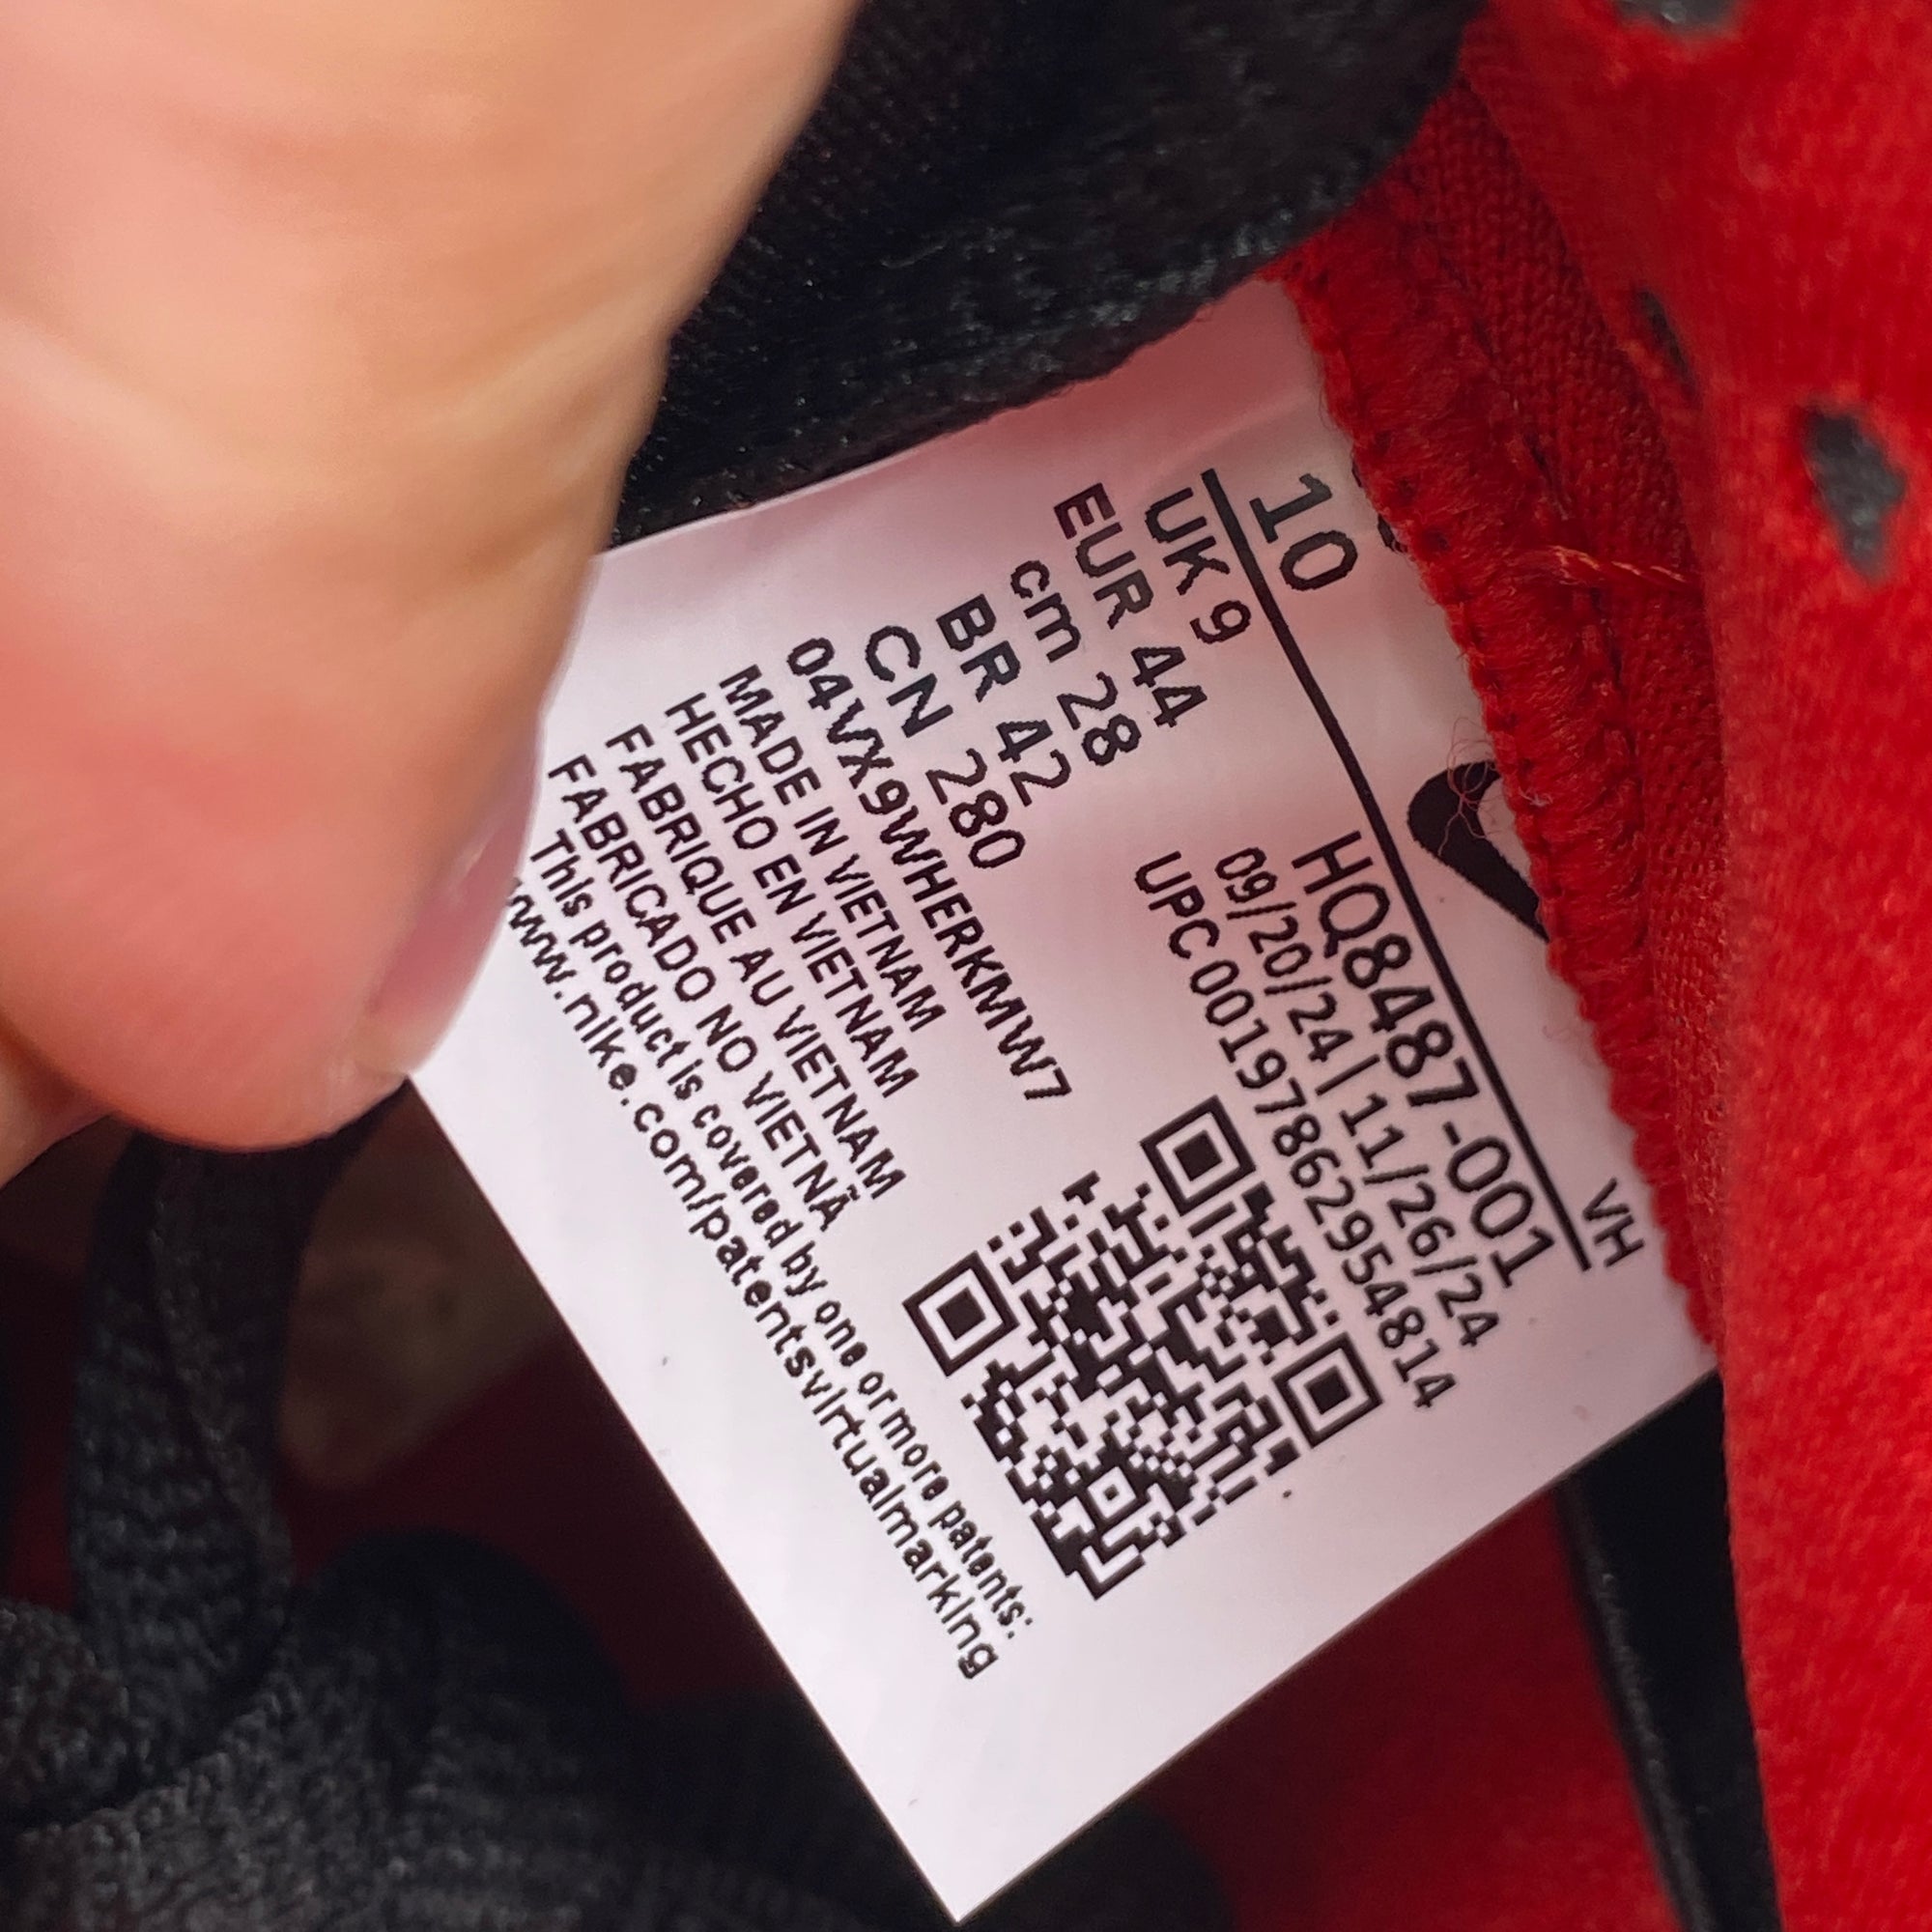 10
VH
UK 9
EUR 44
cm 28
BR 42
CN 280
HQ8487-001
09/20/24 | 11/26/24
UPC 00197862954814
04VX9WHERKMW7
MADE IN VIETNAM
HECHO EN VIETNAM
FABRIQUE AU VIETNAM
FABRICADO NO VIETNÃ
This product is covered by one or more patents:
www.nike.com/patentsvirtualmarking